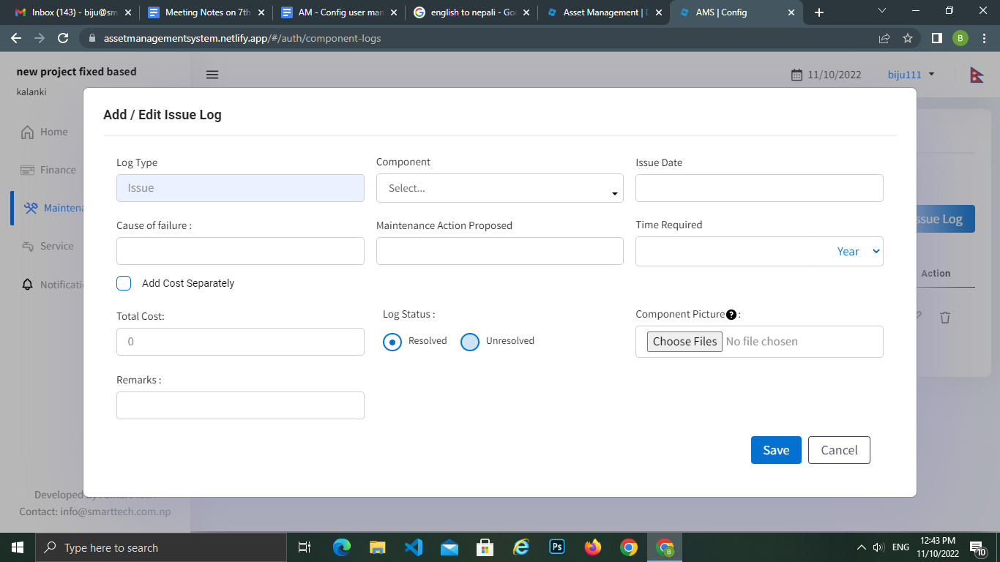 Inbox (143) - biju@sm
Meeting Notes on 7th
AM - Config user man
english to nepali - Goo
Asset Management | D
AMS | Config
assetmanagementsystem.netlify.app/#/auth/component-logs
B
new project fixed based
kalanki
11/10/2022
biju111
Home
Finance
Maintena
Service
Notificati
Add / Edit Issue Log
Log Type
Component
Issue Date
Issue
Select...
ssue Log
Cause of failure :
Maintenance Action Proposed
Time Required
Year
Action
Add Cost Separately
Total Cost:
Log Status :
Component Picture ? :
0
Resolved
Unresolved
Choose Files No file chosen
Remarks :
Save
Cancel
Developed by : Smart Tech
Contact: info@smarttech.com.np
Type here to search
Ps
B
ENG
12:43 PM
11/10/2022
10